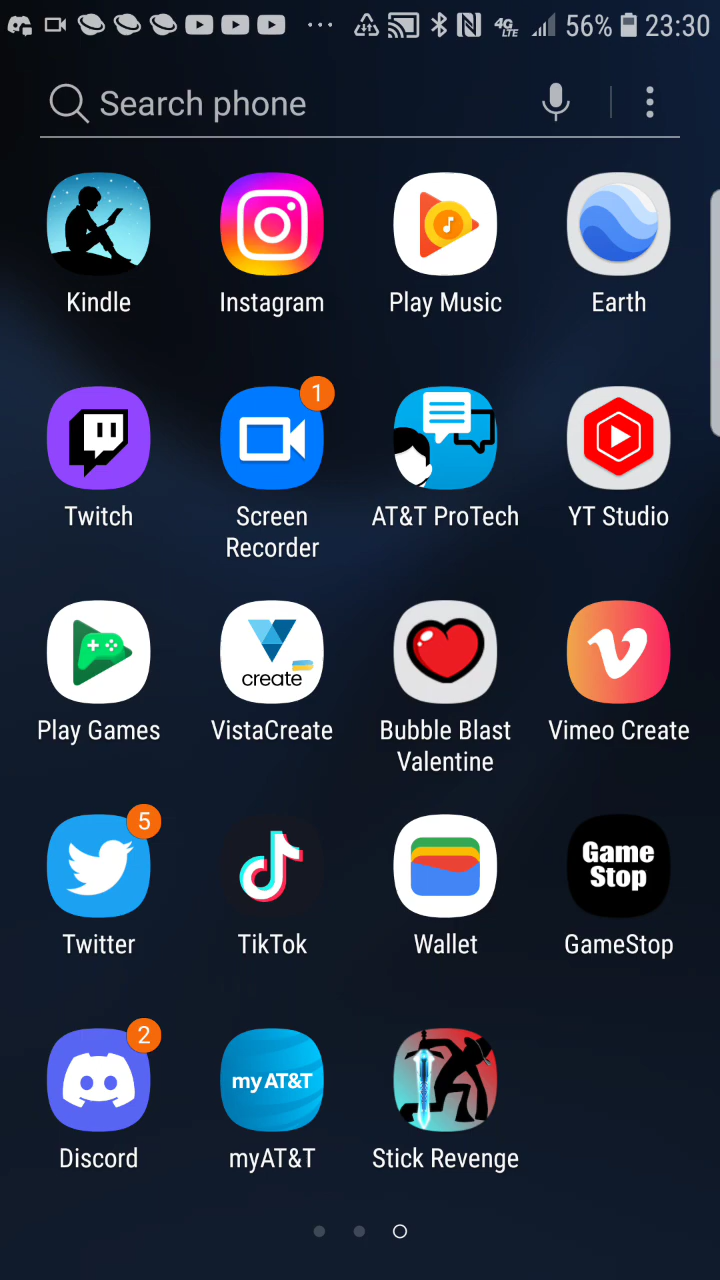 4G LTE 56% 23:30
Search phone
Kindle
Instagram
Play Music
Earth
1
Twitch
Screen
Recorder
AT&T ProTech
YT Studio
create
Play Games
VistaCreate
Bubble Blast
Valentine
Vimeo Create
5
Game
Stop
Twitter
TikTok
Wallet
GameStop
2
my AT&T
Discord
myAT&T
Stick Revenge